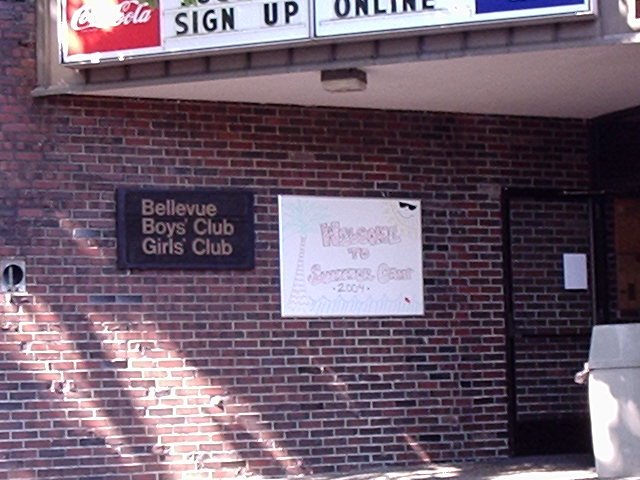 Coca-Cola
SIGN UP
ONLINE
Bellevue
Boys' Club
Girls' Club
WELCOME
TO
SUMMER CAMP
·2004·